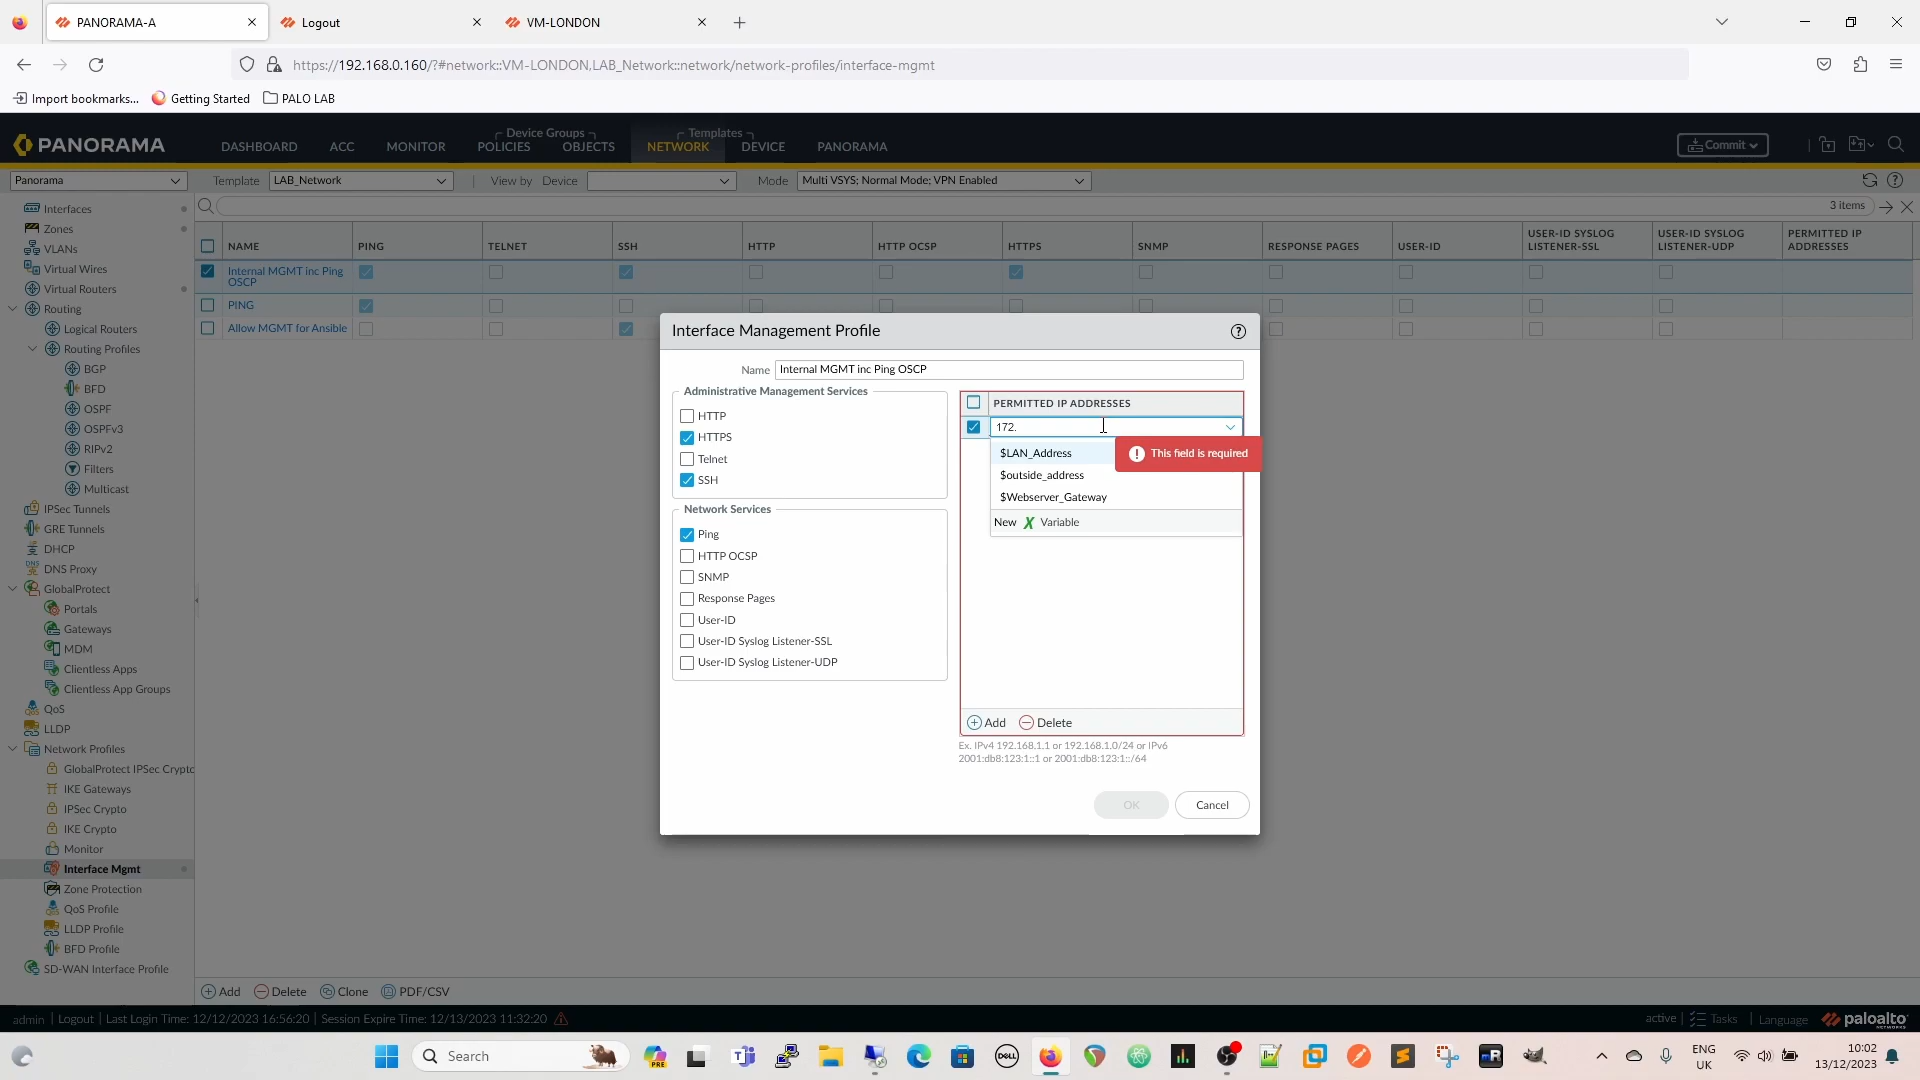 PANORAMA-A
Logout
VM-LONDON
https://192.168.0.160/?#network::VM-LONDON,LAB_Network::network/network-profiles/interface-mgmt
Import bookmarks...
Getting Started
PALO LAB
PANORAMA
DASHBOARD
ACC
MONITOR
Device Groups
POLICIES
OBJECTS
Templates
NETWORK
DEVICE
PANORAMA
Commit
Panorama
Template
LAB_Network
View by
Device
Mode
Multi VSYS; Normal Mode; VPN Enabled
Interfaces
Zones
VLANs
Virtual Wires
Virtual Routers
Routing
Logical Routers
Routing Profiles
BGP
BFD
OSPF
OSPFv3
RIPv2
Filters
Multicast
IPSec Tunnels
GRE Tunnels
DHCP
DNS Proxy
GlobalProtect
Portals
Gateways
MDM
Clientless Apps
Clientless App Groups
QoS
LLDP
Network Profiles
GlobalProtect IPSec Crypto
IKE Gateways
IPSec Crypto
IKE Crypto
Monitor
Interface Mgmt
Zone Protection
QoS Profile
LLDP Profile
BFD Profile
SD-WAN Interface Profile
3 items
NAME
PING
TELNET
SSH
HTTP
HTTP OCSP
HTTPS
SNMP
RESPONSE PAGES
USER-ID
USER-ID SYSLOG
LISTENER-SSL
USER-ID SYSLOG
LISTENER-UDP
PERMITTED IP
ADDRESSES
Internal MGMT inc Ping
OSCP
PING
Allow MGMT for Ansible
Interface Management Profile
Name
Internal MGMT inc Ping OSCP
Administrative Management Services
HTTP
HTTPS
Telnet
SSH
Network Services
Ping
HTTP OCSP
SNMP
Response Pages
User-ID
User-ID Syslog Listener-SSL
User-ID Syslog Listener-UDP
PERMITTED IP ADDRESSES
172.
This field is required
$LAN_Address
$outside_address
$Webserver_Gateway
New X Variable
Add
Delete
Ex. IPv4 192.168.1.1 or 192.168.1.0/24 or IPv6
2001:db8:123:1::1 or 2001:db8:123:1::/64
OK
Cancel
Add
Delete
Clone
PDF/CSV
admin | Logout | Last Login Time: 12/12/2023 16:56:20 | Session Expire Time: 12/13/2023 11:32:20
active
Tasks
Language
paloalto
NETWORKS
Search
PRE
DELL
mR
ENG
UK
10:02
13/12/2023